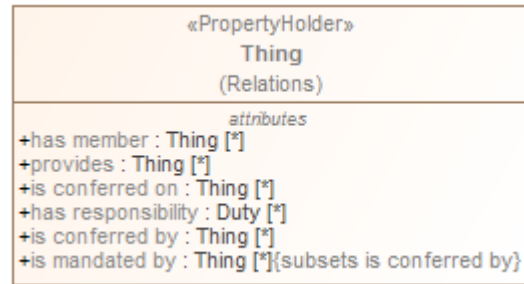 «PropertyHolder»
Thing
(Relations)
attributes
+has member : Thing [*]
+provides : Thing [*]
+is conferred on : Thing [*]
+has responsibility : Duty [*]
+is conferred by : Thing [*]
+is mandated by : Thing [*]{subsets is conferred by}